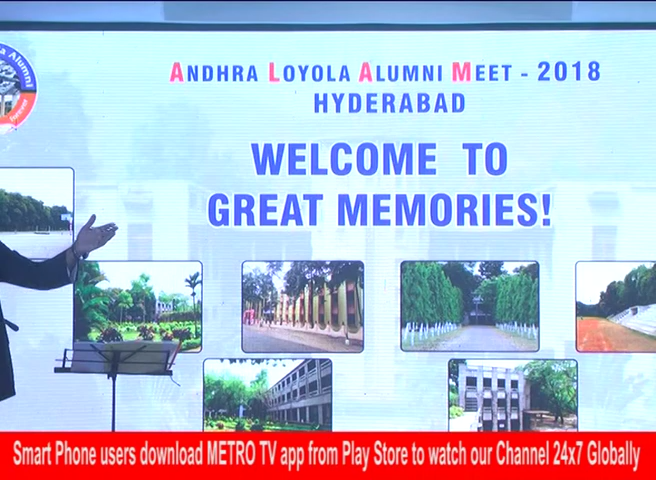 Alumni
ANDHRA LOYOLA ALUMNI MEET - 2018
HYDERABAD
WELCOME TO
GREAT MEMORIES!
Smart Phone users download METRO TV app from Play Store to watch our Channel 24x7 Globally